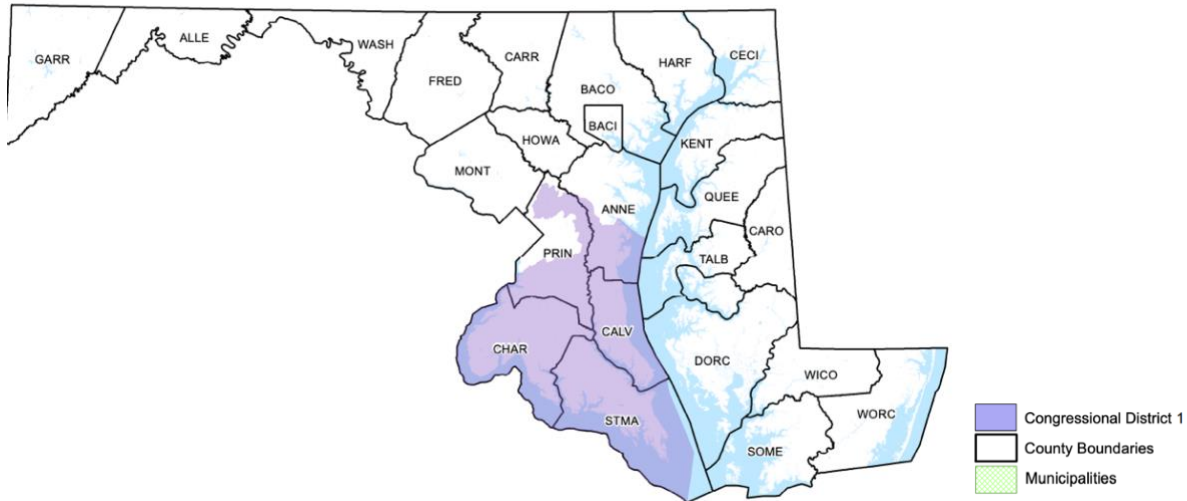 GARR
ALLE
WASH
FRED
CARR
BACO
HARF
CECI
BACI
HOWA
KENT
MONT
QUEE
ANNE
CARO
PRIN
TALB
CALV
CHAR
DORC
WICO
STMA
WORC
SOME
Congressional District 1
County Boundaries
Municipalities